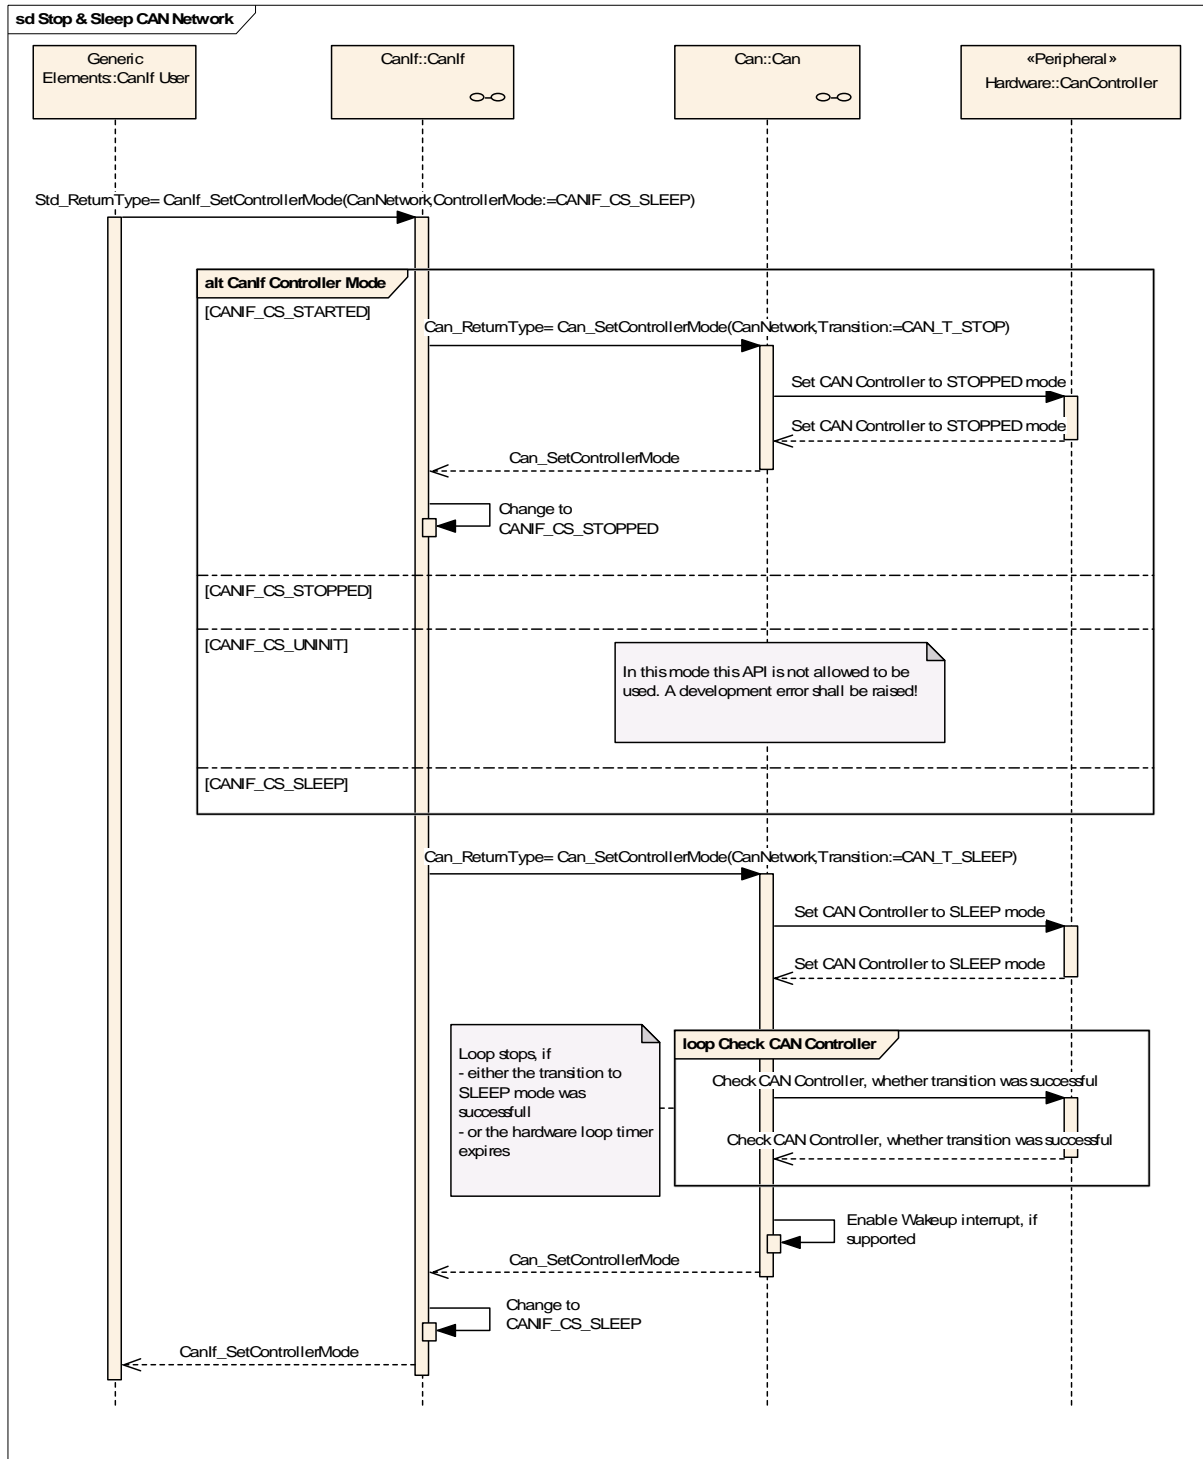 sd Stop & Sleep CAN Network
Generic
Elements::CanIf User
CanIf::CanIf
Can::Can
«Peripheral»
Hardware::CanController
Std_ReturnType= CanIf_SetControllerMode(CanNetwork,ControllerMode:=CANIF_CS_SLEEP)
alt CanIf Controller Mode
[CANIF_CS_STARTED]
Can_ReturnType= Can_SetControllerMode(CanNetwork,Transition:=CAN_T_STOP)
Set CAN Controller to STOPPED mode
Set CAN Controller to STOPPED mode
Can_SetControllerMode
Change to
CANIF_CS_STOPPED
[CANIF_CS_STOPPED]
[CANIF_CS_UNINIT]
In this mode this API is not allowed to be
used. A development error shall be raised!
[CANIF_CS_SLEEP]
Can_ReturnType= Can_SetControllerMode(CanNetwork,Transition:=CAN_T_SLEEP)
Set CAN Controller to SLEEP mode
Set CAN Controller to SLEEP mode
Loop stops, if
- either the transition to
SLEEP mode was
successfull
- or the hardware loop timer
expires
loop Check CAN Controller
Check CAN Controller, whether transition was successful
Check CAN Controller, whether transition was successful
Enable Wakeup interrupt, if
supported
Can_SetControllerMode
Change to
CANIF_CS_SLEEP
CanIf_SetControllerMode